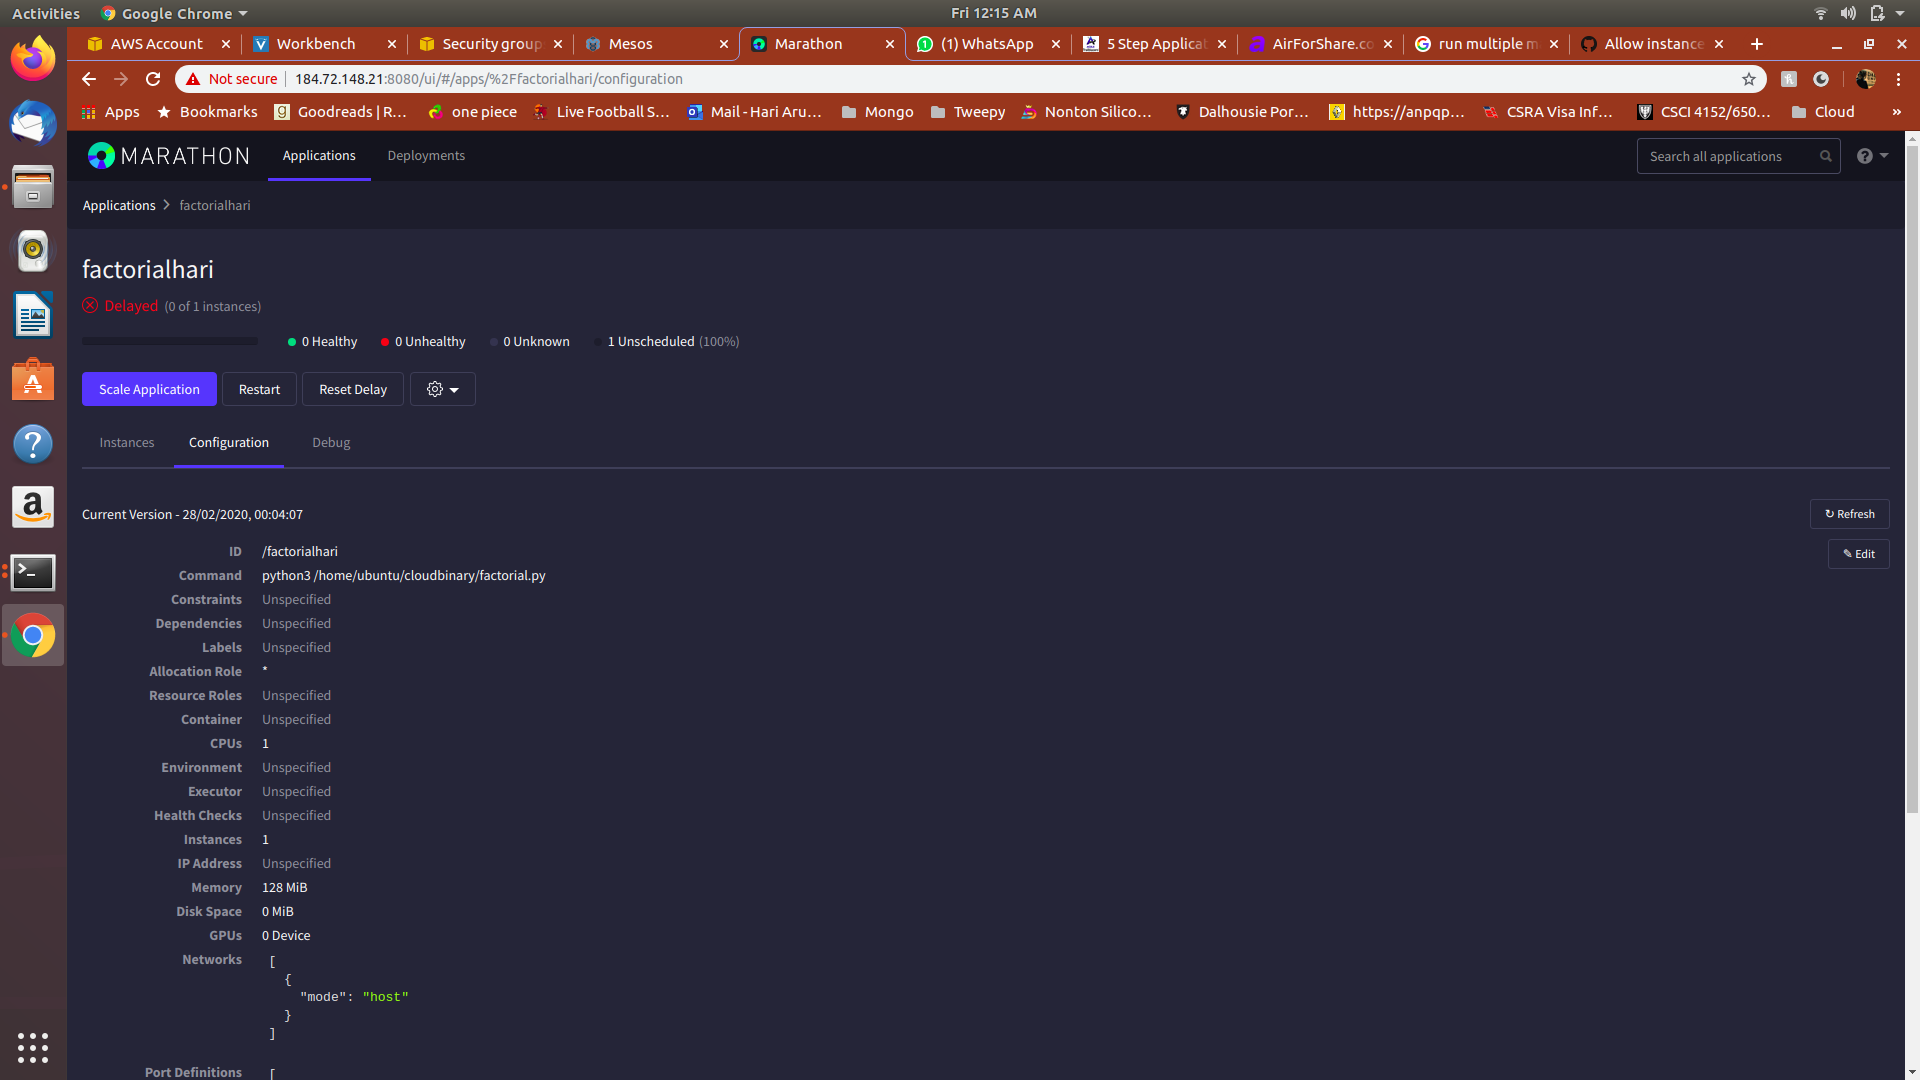 Activities
Google Chrome
Fri 12:15 AM
AWS Account
Workbench
Security group
Mesos
Marathon
(1) WhatsApp
5 Step Applicat
AirForShare.co
run multiple m
Allow instance
Not secure
184.72.148.21:8080/ui/#/apps/%2Ffactorialhari/configuration
Apps
Bookmarks
Goodreads | R...
one piece
Live Football S...
Mail - Hari Aru...
Mongo
Tweepy
Nonton Silico...
Dalhousie Por...
https://anpqp...
CSRA Visa Inf...
CSCI 4152/650...
Cloud
»
MARATHON
Applications
Deployments
Search all applications
Applications
factorialhari
factorialhari
Delayed (0 of 1 instances)
0 Healthy
0 Unhealthy
0 Unknown
1 Unscheduled (100%)
Scale Application
Restart
Reset Delay
Instances
Configuration
Debug
Current Version - 28/02/2020, 00:04:07
Refresh
Edit
ID /factorialhari
Command python3 /home/ubuntu/cloudbinary/factorial.py
Constraints Unspecified
Dependencies Unspecified
Labels Unspecified
Allocation Role *
Resource Roles Unspecified
Container Unspecified
CPUs 1
Environment Unspecified
Executor Unspecified
Health Checks Unspecified
Instances 1
IP Address Unspecified
Memory 128 MiB
Disk Space 0 MiB
GPUs 0 Device
Networks [
{
"mode": "host"
}
]
Port Definitions [